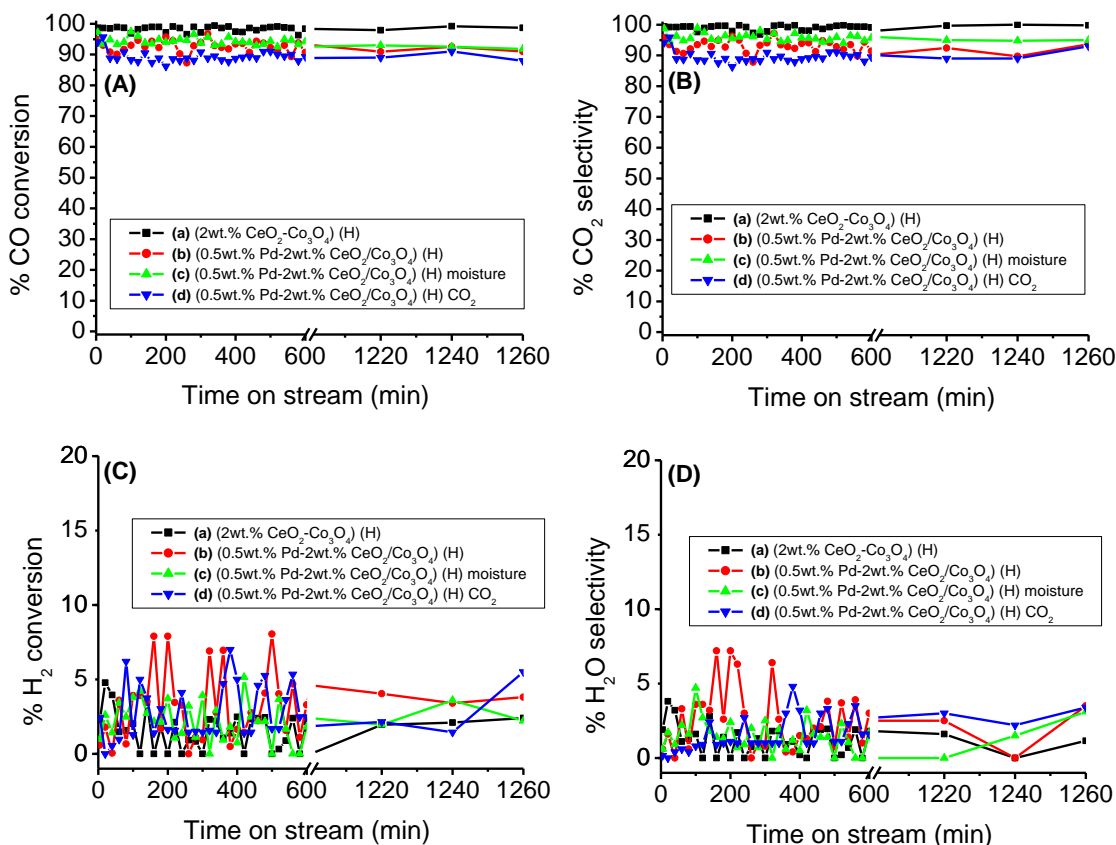 (A)
% CO conversion
100
90
80
70
60
50
40
30
20
10
0
(a) (2wt.% CeO₂-Co₃O₄) (H)
(b) (0.5wt.% Pd-2wt.% CeO₂/Co₃O₄) (H)
(c) (0.5wt.% Pd-2wt.% CeO₂/Co₃O₄) (H) moisture
(d) (0.5wt.% Pd-2wt.% CeO₂/Co₃O₄) (H) CO₂
0 200 400 600 1220 1240 1260
Time on stream (min)
(B)
% CO₂ selectivity
100
90
80
70
60
50
40
30
20
10
0
(a) (2wt.% CeO₂-Co₃O₄) (H)
(b) (0.5wt.% Pd-2wt.% CeO₂/Co₃O₄) (H)
(c) (0.5wt.% Pd-2wt.% CeO₂/Co₃O₄) (H) moisture
(d) (0.5wt.% Pd-2wt.% CeO₂/Co₃O₄) (H) CO₂
0 200 400 600 1220 1240 1260
Time on stream (min)
(C)
% H₂ conversion
20
15
10
5
0
(a) (2wt.% CeO₂-Co₃O₄) (H)
(b) (0.5wt.% Pd-2wt.% CeO₂/Co₃O₄) (H)
(c) (0.5wt.% Pd-2wt.% CeO₂/Co₃O₄) (H) moisture
(d) (0.5wt.% Pd-2wt.% CeO₂/Co₃O₄) (H) CO₂
0 200 400 600 1220 1240 1260
Time on stream (min)
(D)
% H₂O selectivity
20
15
10
5
0
(a) (2wt.% CeO₂-Co₃O₄) (H)
(b) (0.5wt.% Pd-2wt.% CeO₂/Co₃O₄) (H)
(c) (0.5wt.% Pd-2wt.% CeO₂/Co₃O₄) (H) moisture
(d) (0.5wt.% Pd-2wt.% CeO₂/Co₃O₄) (H) CO₂
0 200 400 600 1220 1240 1260
Time on stream (min)